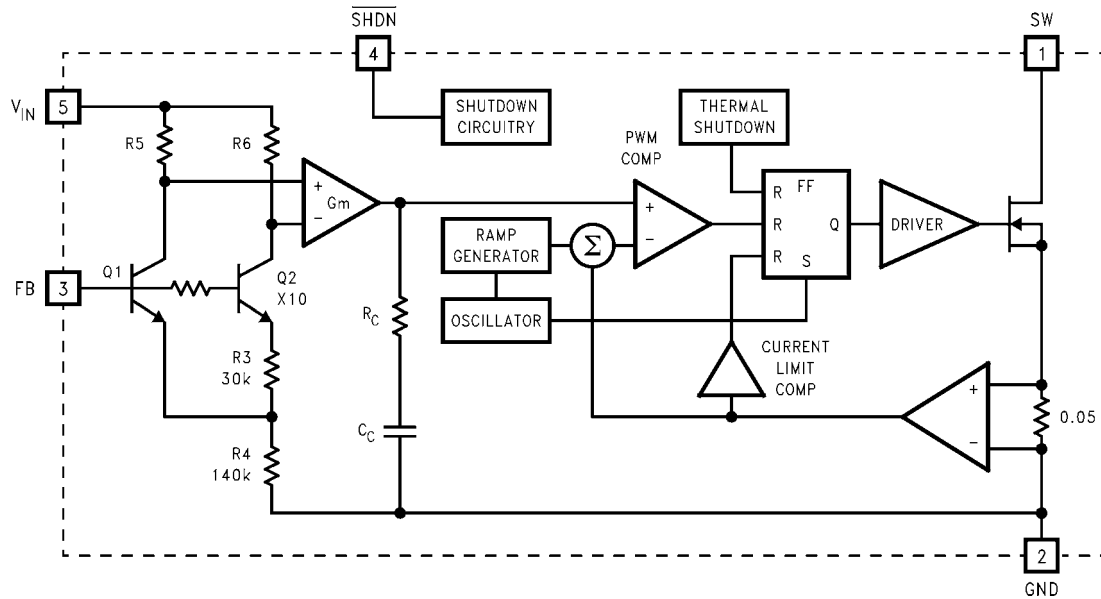 SHDN
SW
4
1
VIN
5
R5
R6
SHUTDOWN
CIRCUITRY
THERMAL
SHUTDOWN
PWM
COMP
+
Gm
−
+
−
R
FF
R
Q
R
S
DRIVER
RAMP
GENERATOR
Σ
OSCILLATOR
FB
3
Q1
Q2
X10
RC
R3
30k
CURRENT
LIMIT
COMP
+
−
0.05
CC
R4
140k
2
GND